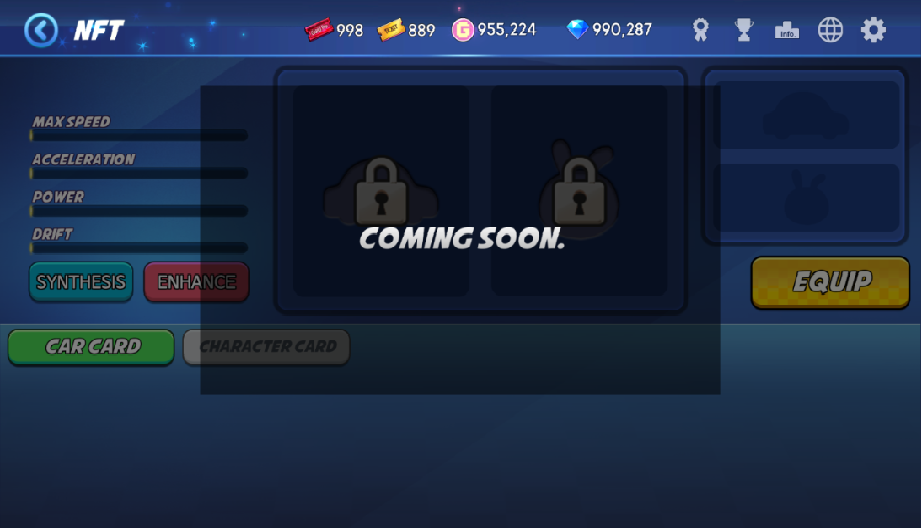 NFT
998
889
G
955,224
990,287
Info
MAX SPEED
ACCELERATION
POWER
DRIFT
COMING SOON.
SYNTHESIS
ENHANCE
EQUIP
CAR CARD
CHARACTER CARD